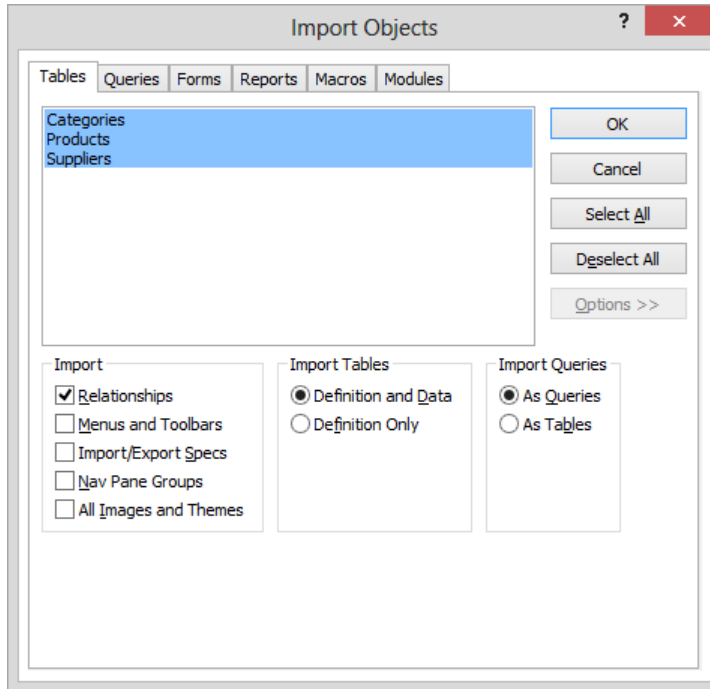 Import Objects
?
Tables Queries Forms Reports Macros Modules
Categories
Products
Suppliers
OK
Cancel
Select All
Deselect All
Options >>
Import
Relationships
Menus and Toolbars
Import/Export Specs
Nav Pane Groups
All Images and Themes
Import Tables
Definition and Data
Definition Only
Import Queries
As Queries
As Tables